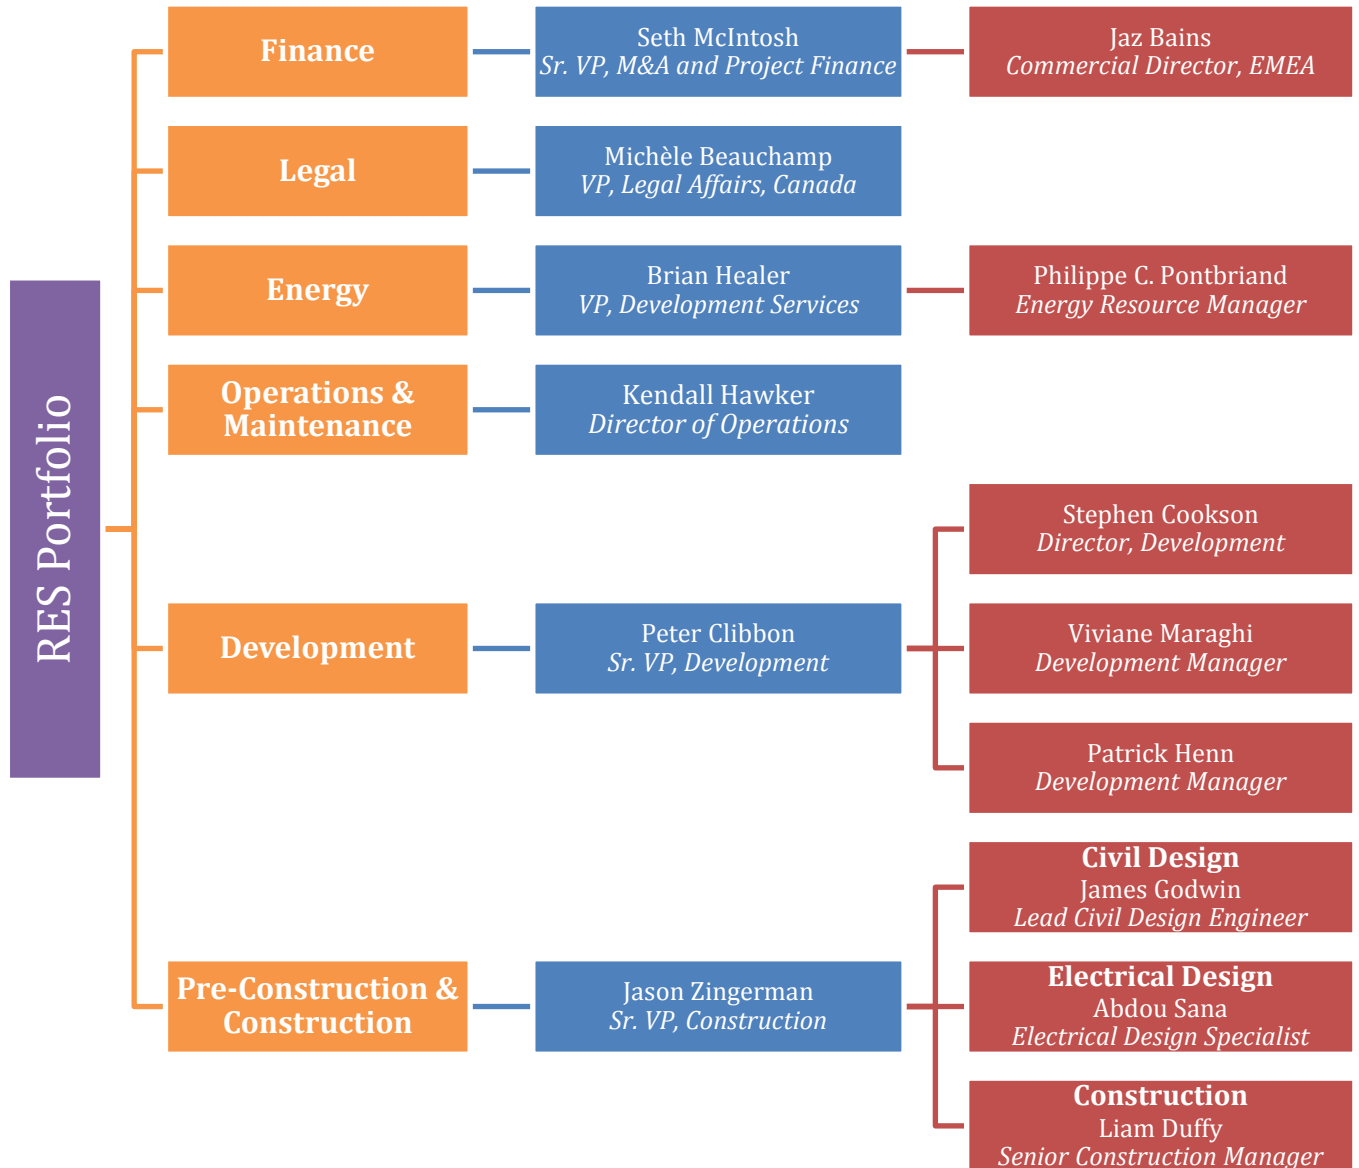 RES Portfolio
Finance
Seth McIntosh
Sr. VP, M&A and Project Finance
Jaz Bains
Commercial Director, EMEA
Legal
Michèle Beauchamp
VP, Legal Affairs, Canada
Energy
Brian Healer
VP, Development Services
Philippe C. Pontbriand
Energy Resource Manager
Operations &
Maintenance
Kendall Hawker
Director of Operations
Development
Peter Clibbon
Sr. VP, Development
Stephen Cookson
Director, Development
Viviane Maraghi
Development Manager
Patrick Henn
Development Manager
Pre-Construction &
Construction
Jason Zingerman
Sr. VP, Construction
Civil Design
James Godwin
Lead Civil Design Engineer
Electrical Design
Abdou Sana
Electrical Design Specialist
Construction
Liam Duffy
Senior Construction Manager